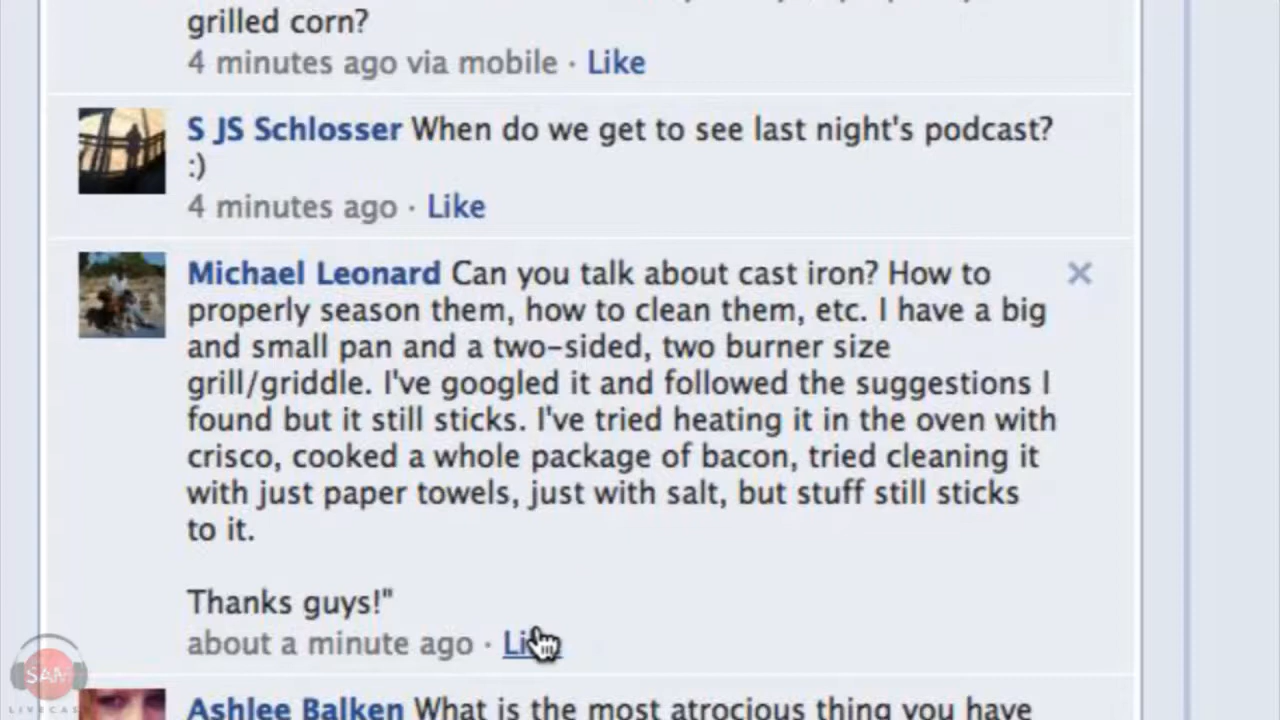 grilled corn?
4 minutes ago via mobile · Like
S JS Schlosser When do we get to see last night's podcast?
:)
4 minutes ago · Like
Michael Leonard Can you talk about cast iron? How to
properly season them, how to clean them, etc. I have a big
and small pan and a two-sided, two burner size
grill/griddle. I've googled it and followed the suggestions I
found but it still sticks. I've tried heating it in the oven with
crisco, cooked a whole package of bacon, tried cleaning it
with just paper towels, just with salt, but stuff still sticks
to it.
Thanks guys!"
about a minute ago ·
SAM
Ashlee Balken What is the most atrocious thing you have